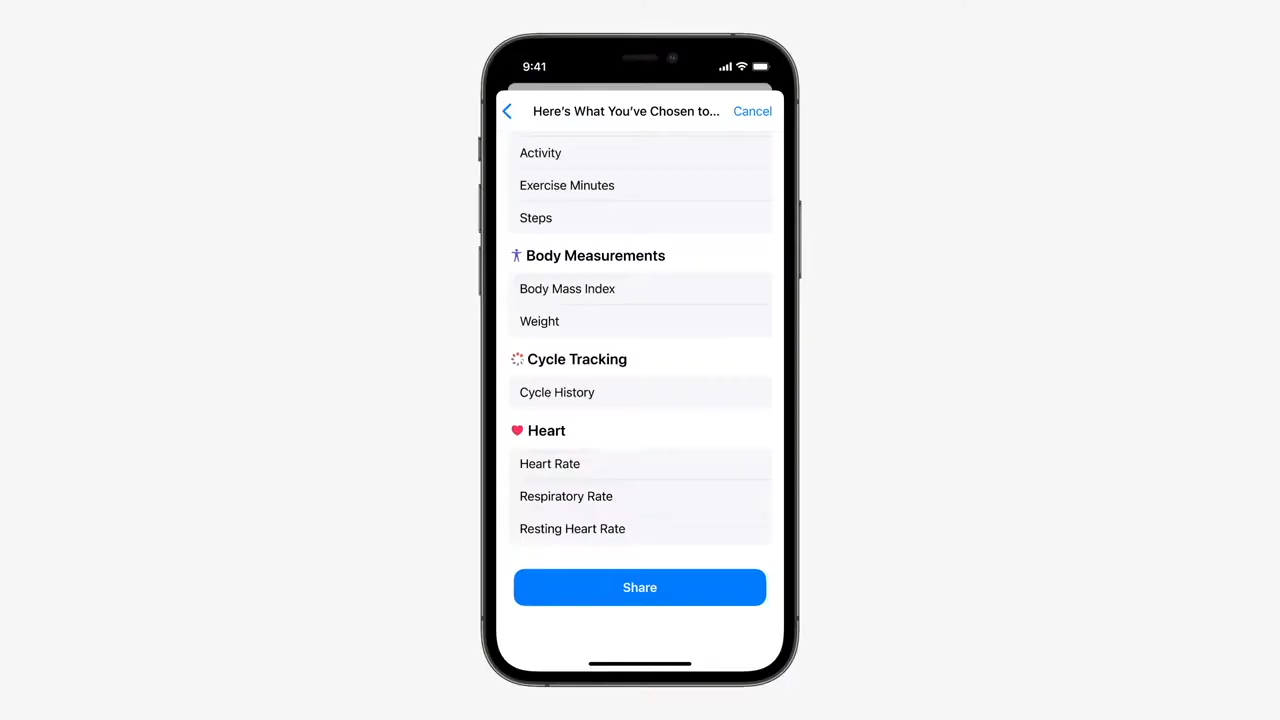 9:41
Here's What You've Chosen to...
Cancel
Activity
Exercise Minutes
Steps
Body Measurements
Body Mass Index
Weight
Cycle Tracking
Cycle History
Heart
Heart Rate
Respiratory Rate
Resting Heart Rate
Share